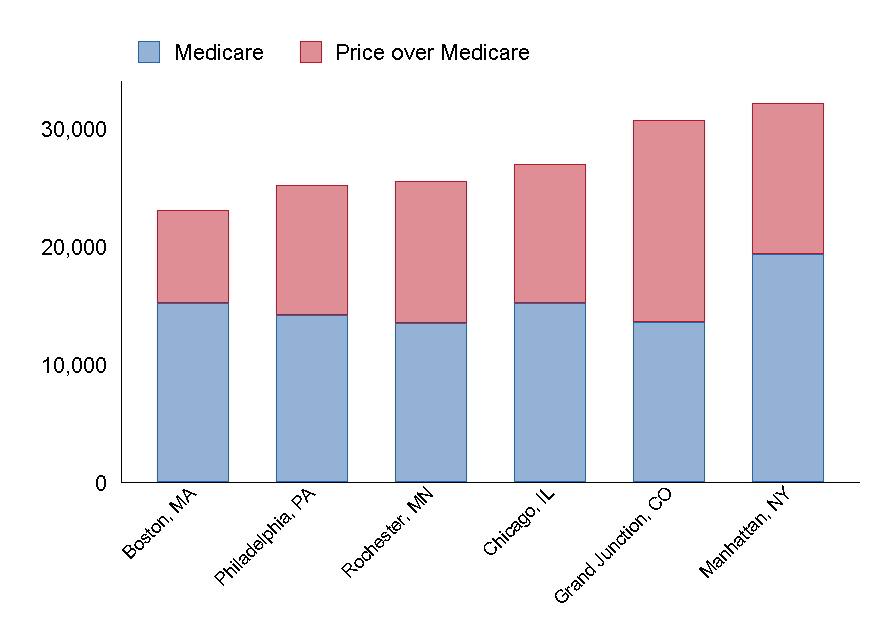 Medicare
Price over Medicare
30,000
20,000
10,000
0
Boston, MA
Philadelphia, PA
Rochester, MN
Chicago, IL
Grand Junction, CO
Manhattan, NY